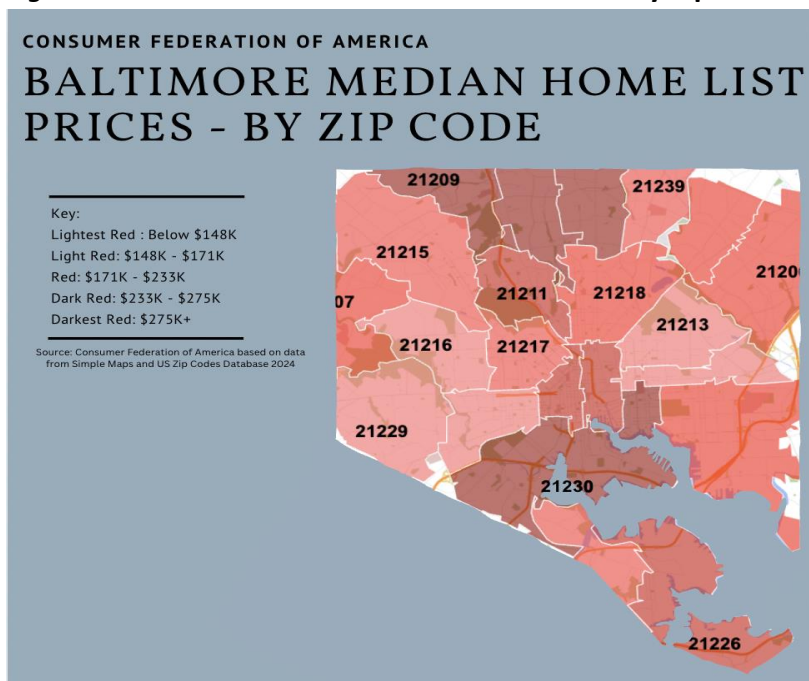 CONSUMER FEDERATION OF AMERICA
BALTIMORE MEDIAN HOME LIST
PRICES - BY ZIP CODE
Key:
Lightest Red : Below $148K
Light Red: $148K - $171K
Red: $171K - $233K
Dark Red: $233K - $275K
Darkest Red: $275K+
Source: Consumer Federation of America based on data
from Simple Maps and US Zip Codes Database 2024
21209
21239
21215
2120
07
21211
21218
21213
21216
21217
21229
21230
21226